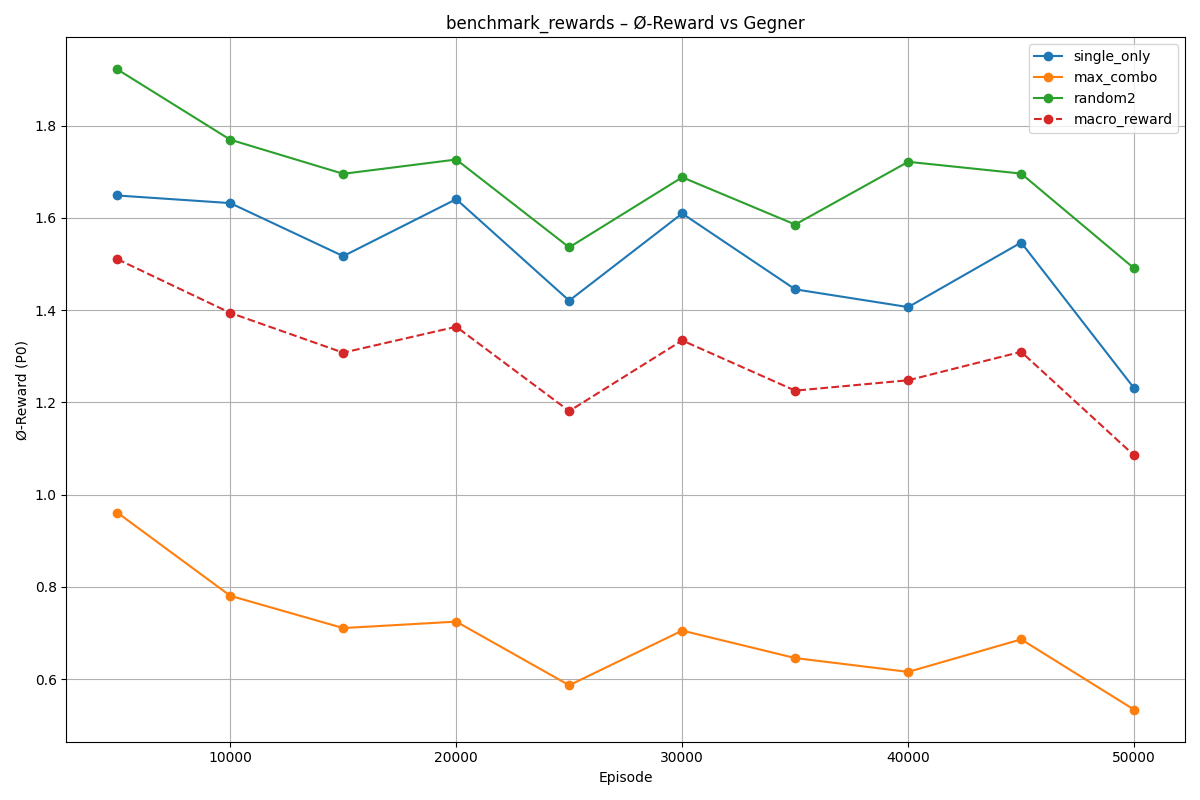 benchmark_rewards – Ø-Reward vs Gegner
single_only
max_combo
random2
macro_reward
Ø-Reward (P0)
1.8
1.6
1.4
1.2
1.0
0.8
0.6
10000 20000 30000 40000 50000
Episode